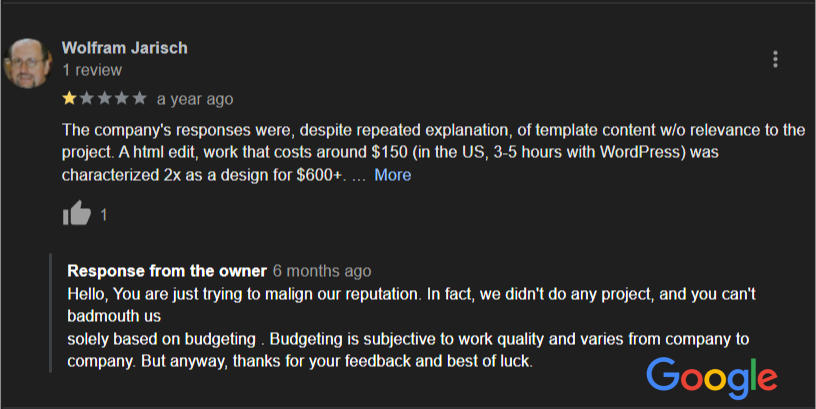 Wolfram Jarisch
1 review
a year ago
The company's responses were, despite repeated explanation, of template content w/o relevance to the
project. A html edit, work that costs around $150 (in the US, 3-5 hours with WordPress) was
characterized 2x as a design for $600+. ... More
1
Response from the owner 6 months ago
Hello, You are just trying to malign our reputation. In fact, we didn't do any project, and you can't
badmouth us
solely based on budgeting . Budgeting is subjective to work quality and varies from company to
company. But anyway, thanks for your feedback and best of luck.
Google